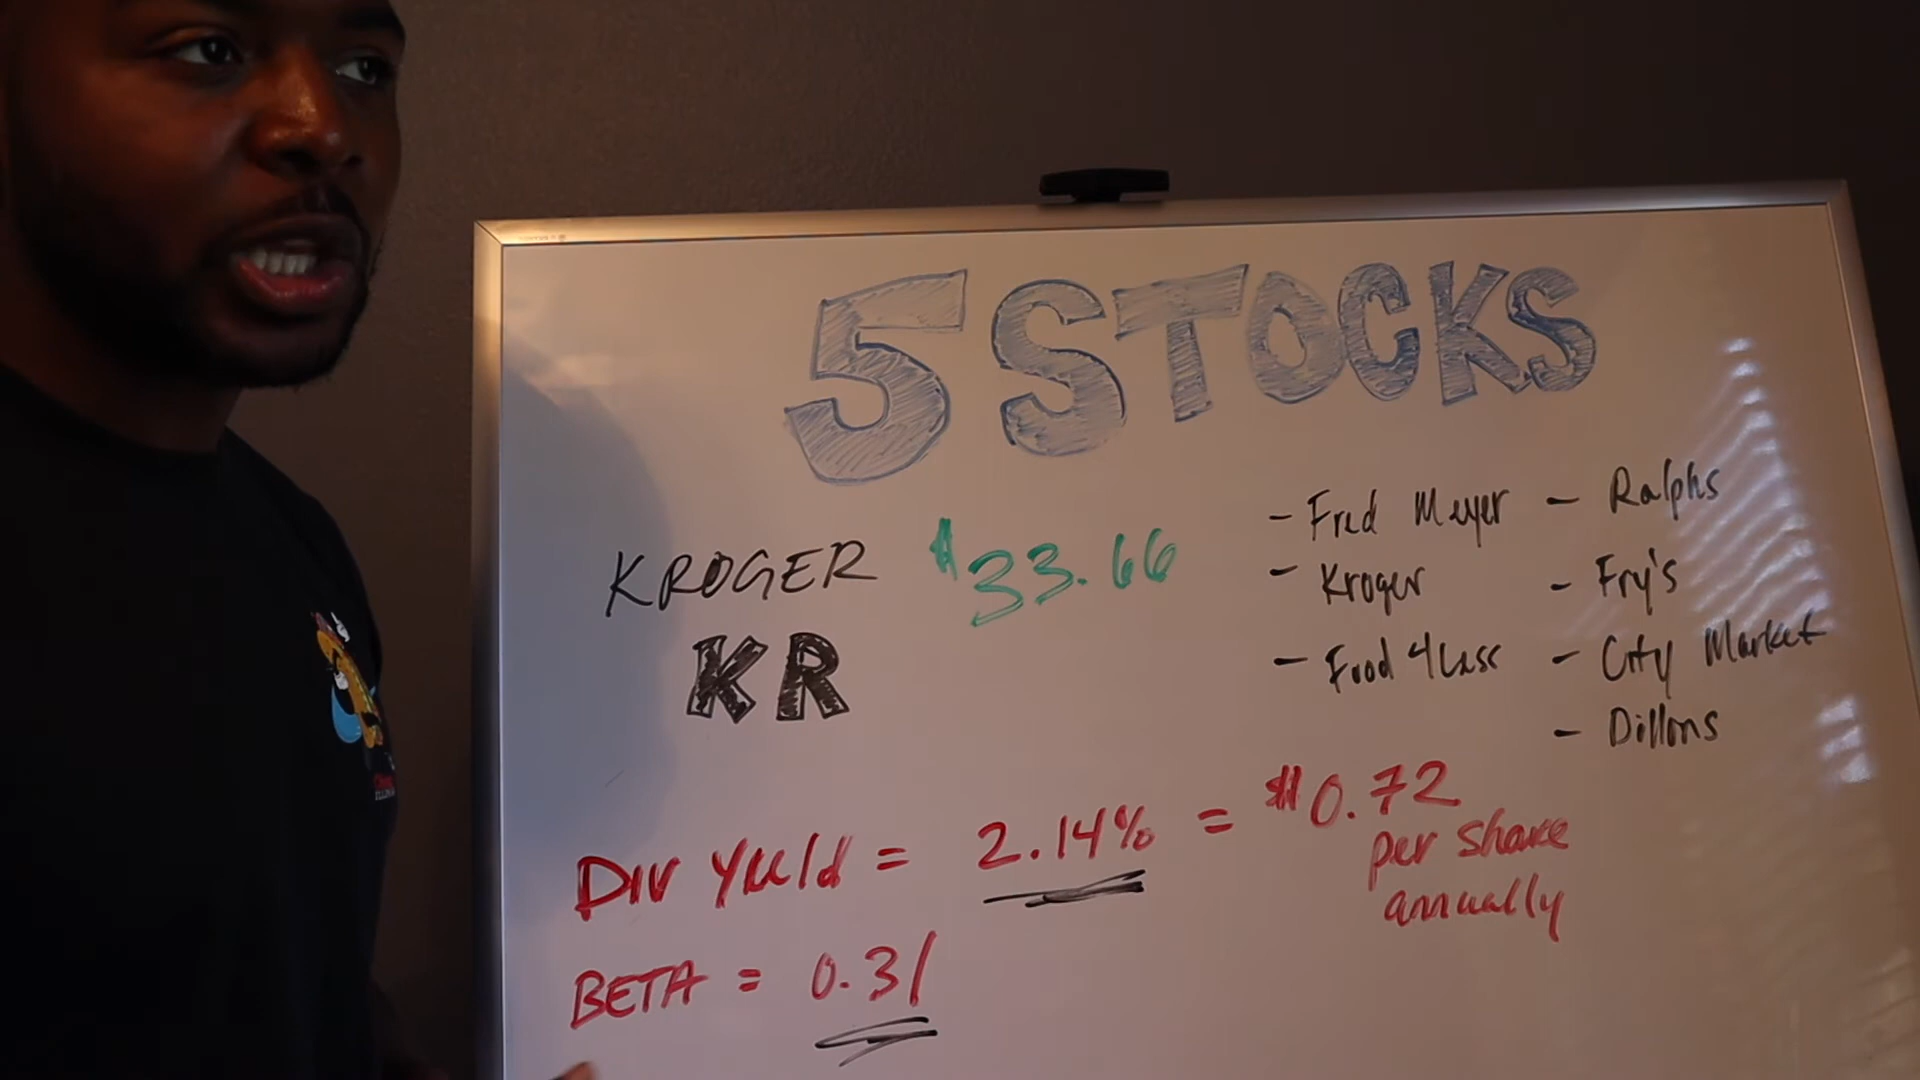 5 STOCKS
KROGER $33.66
KR
- Fred Meyer
- Kroger
- Food 4 Less
- Ralphs
- Fry's
- City Market
- Dillons
DIV Yield = 2.14% = $0.72
per share
annually
BETA = 0.31